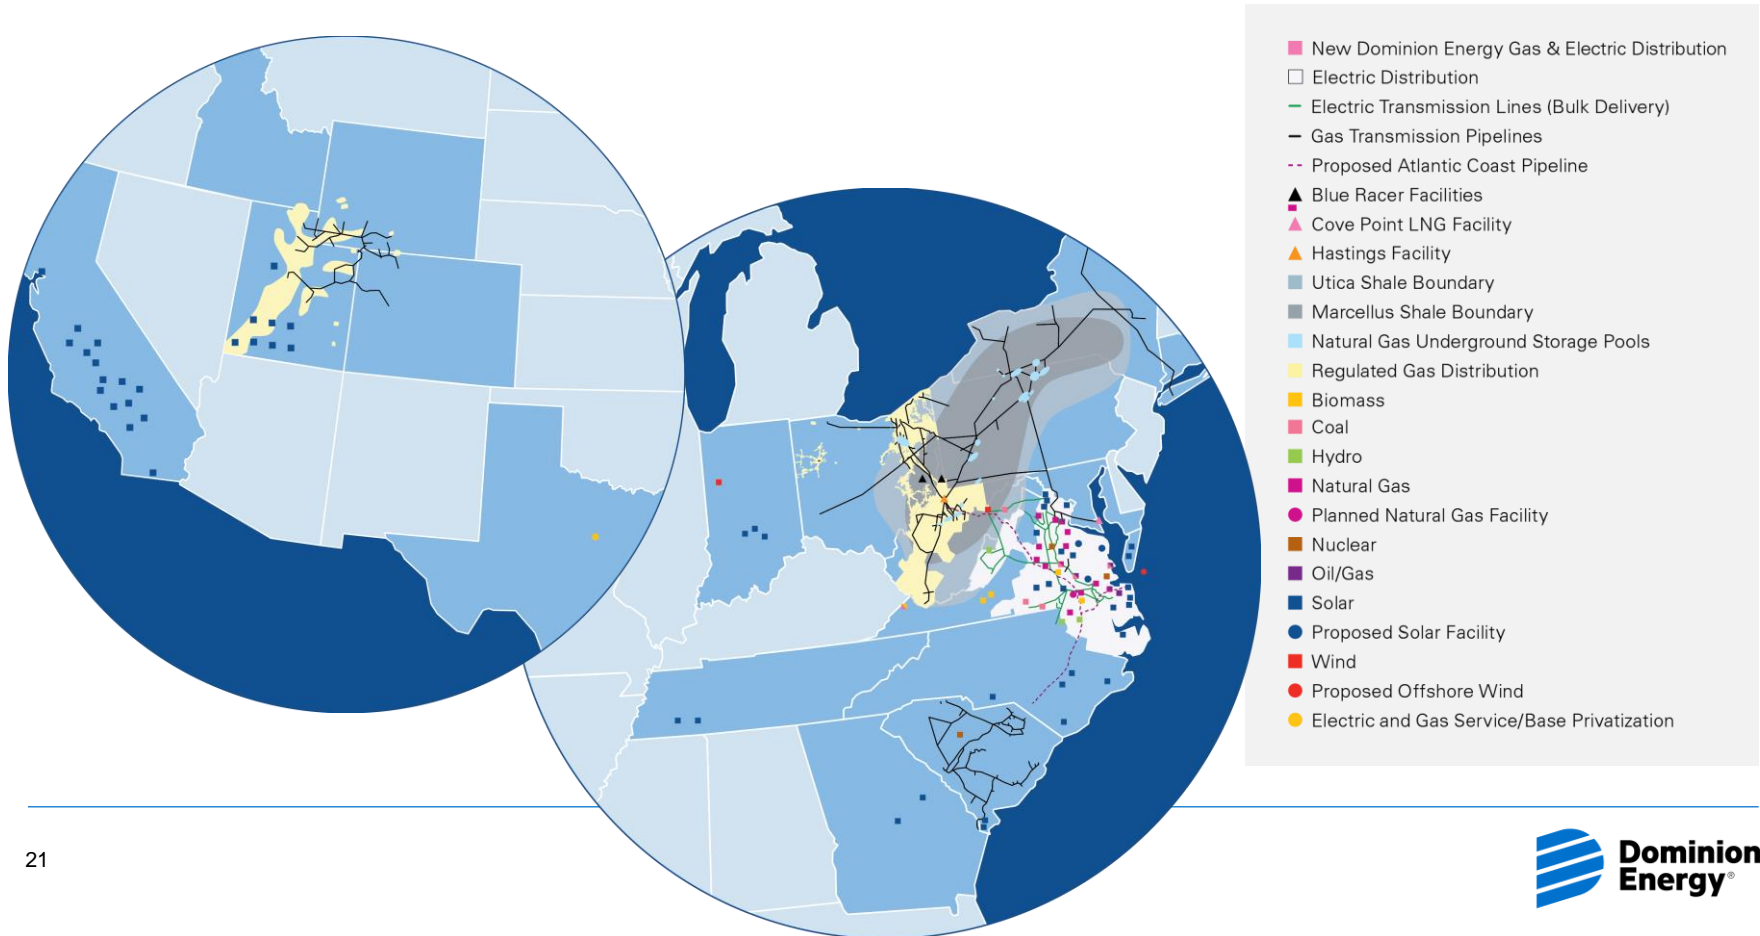 New Dominion Energy Gas & Electric Distribution
Electric Distribution
Electric Transmission Lines (Bulk Delivery)
Gas Transmission Pipelines
Proposed Atlantic Coast Pipeline
Blue Racer Facilities
Cove Point LNG Facility
Hastings Facility
Utica Shale Boundary
Marcellus Shale Boundary
Natural Gas Underground Storage Pools
Regulated Gas Distribution
Biomass
Coal
Hydro
Natural Gas
Planned Natural Gas Facility
Nuclear
Oil/Gas
Solar
Proposed Solar Facility
Wind
Proposed Offshore Wind
Electric and Gas Service/Base Privatization
21
Dominion
Energy®